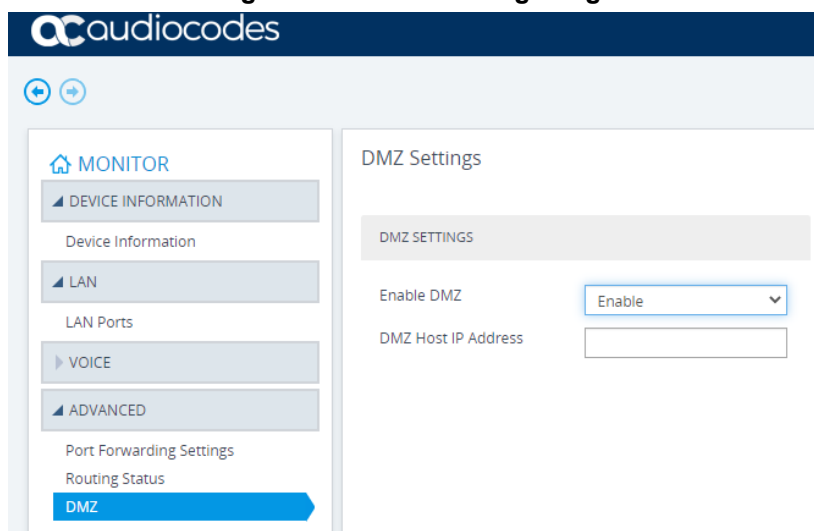 audiocodes
MONITOR
DEVICE INFORMATION
Device Information
LAN
LAN Ports
VOICE
ADVANCED
Port Forwarding Settings
Routing Status
DMZ
DMZ Settings
DMZ SETTINGS
Enable DMZ
Enable
DMZ Host IP Address